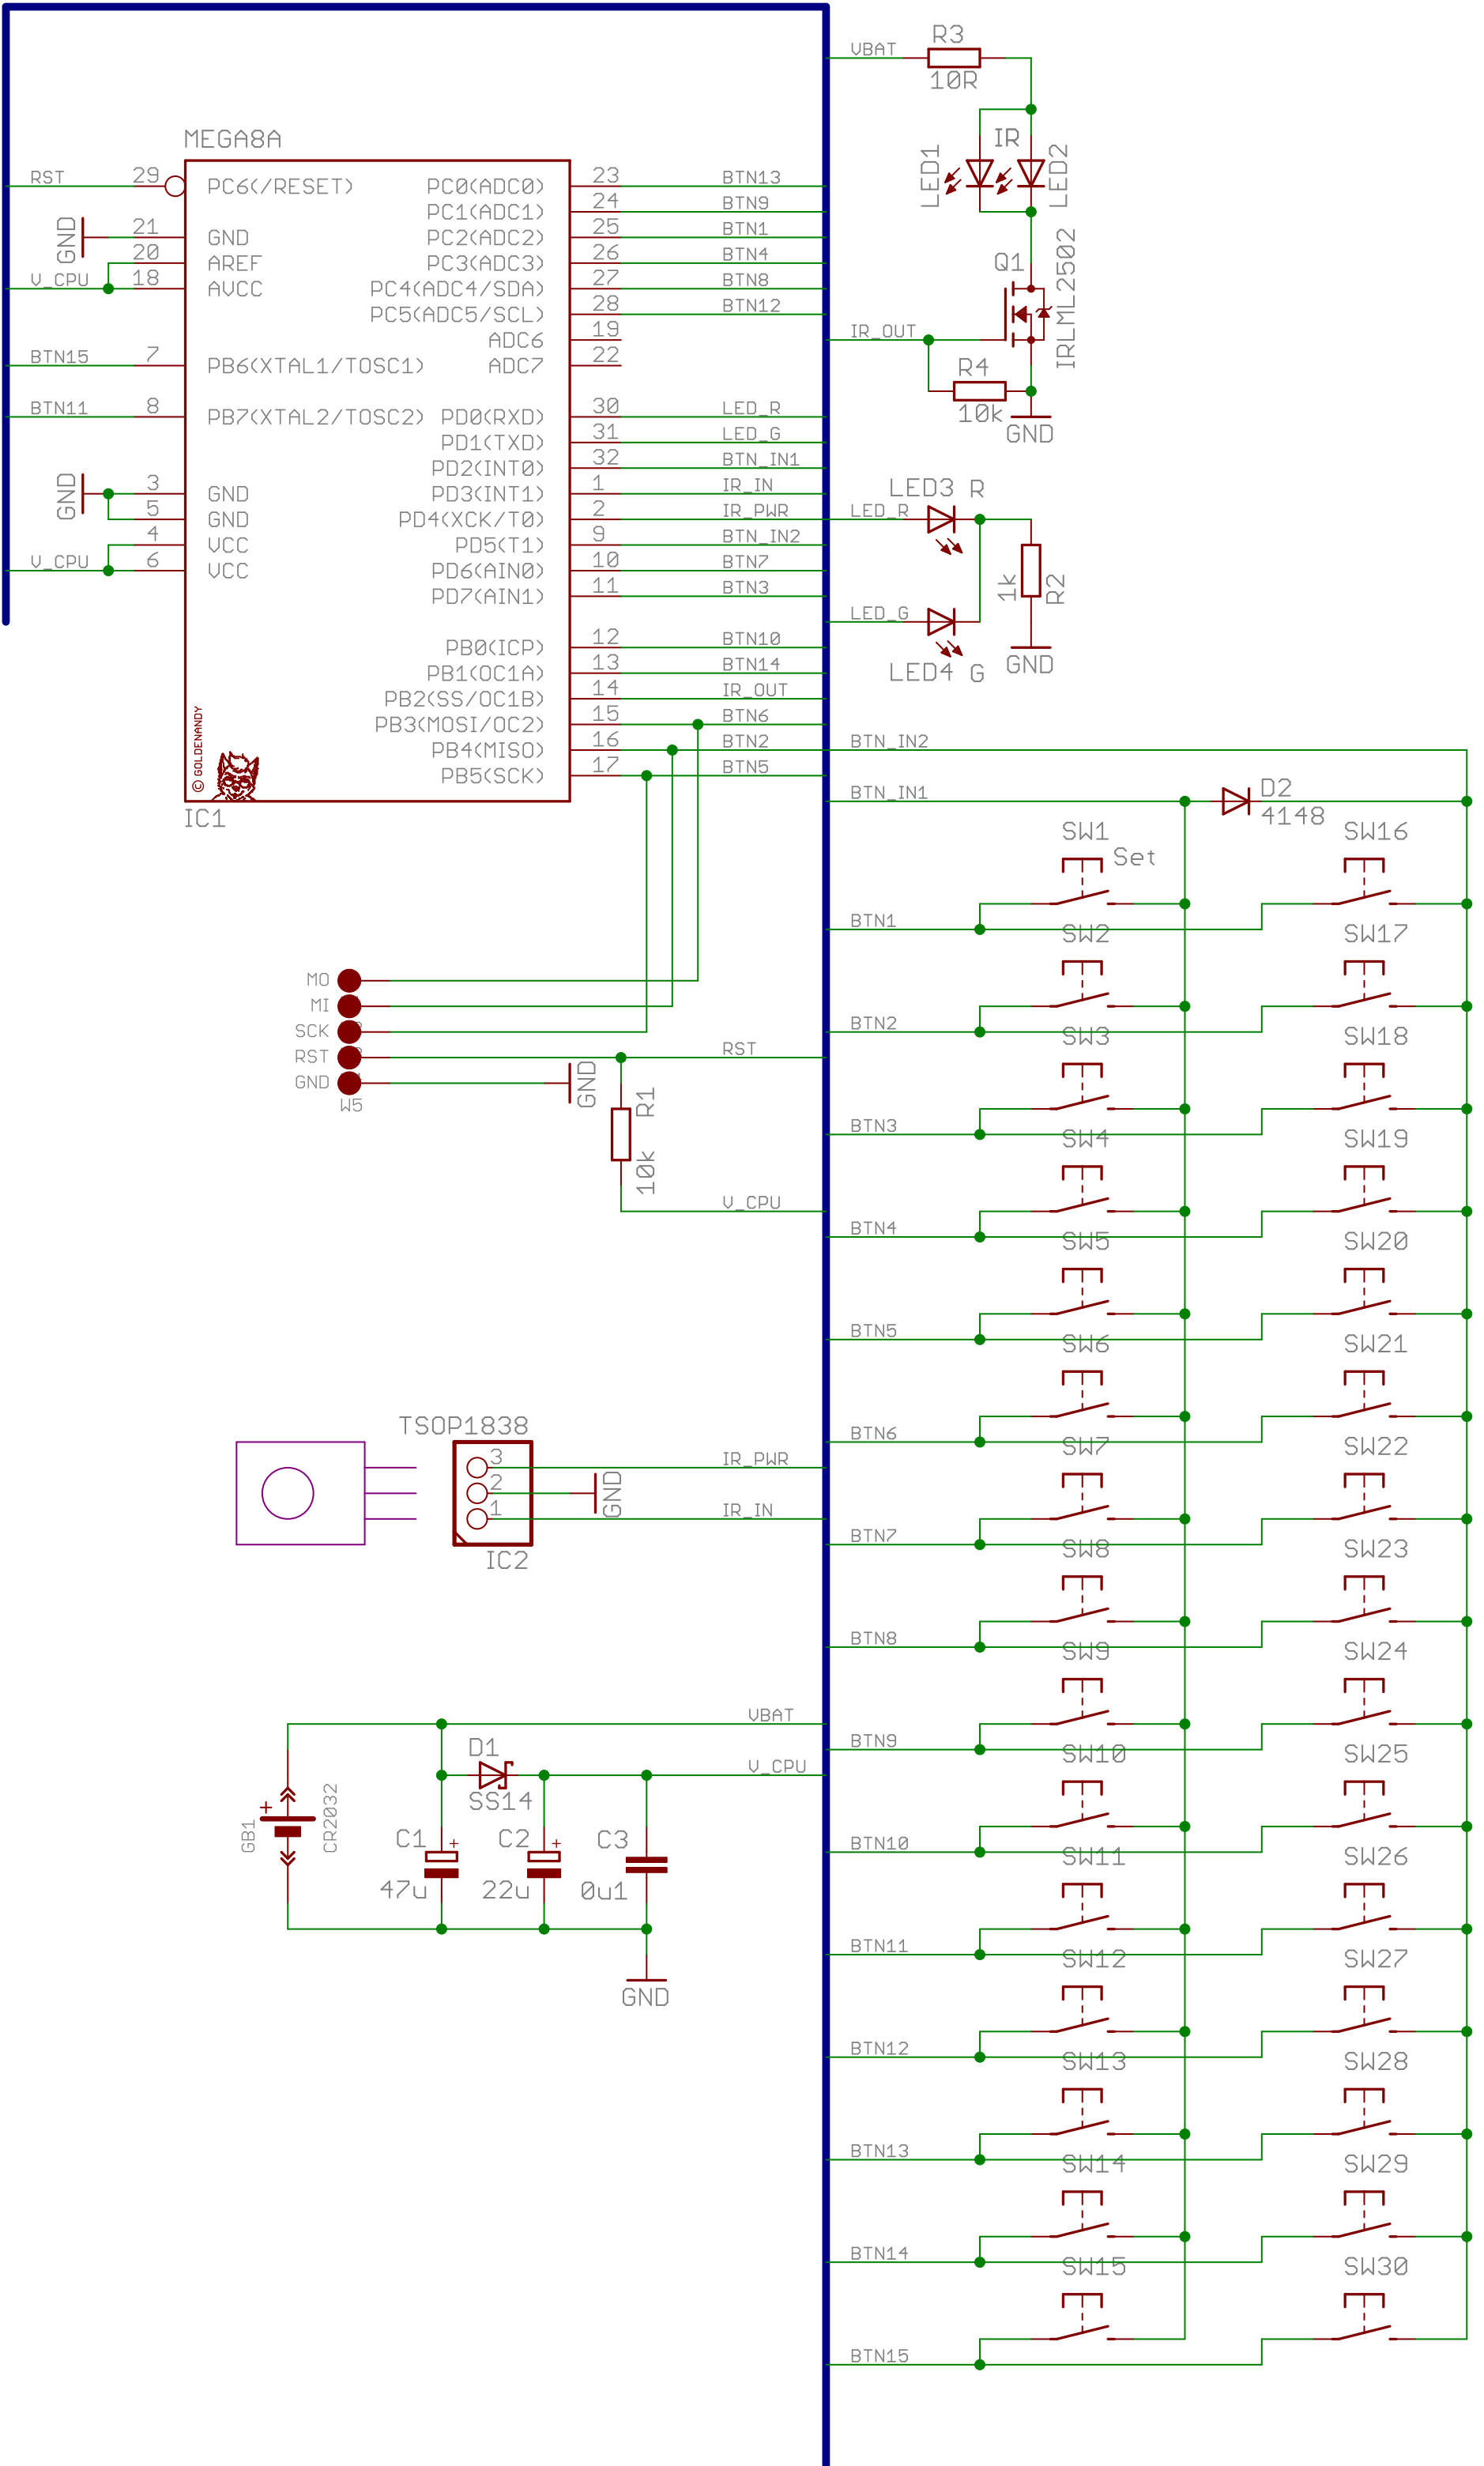 MEGA8A
RST
29
PC6(/RESET)
GND
21
GND
20
AREF
V_CPU
18
AVCC
BTN15
7
PB6(XTAL1/TOSC1)
BTN11
8
PB7(XTAL2/TOSC2)
GND
3
GND
5
GND
4
VCC
V_CPU
6
VCC
PC0(ADC0)
23
BTN13
PC1(ADC1)
24
BTN9
PC2(ADC2)
25
BTN1
PC3(ADC3)
26
BTN4
PC4(ADC4/SDA)
27
BTN8
PC5(ADC5/SCL)
28
BTN12
ADC6
19
ADC7
22
PD0(RXD)
30
LED_R
PD1(TXD)
31
LED_G
PD2(INT0)
32
BTN_IN1
PD3(INT1)
1
IR_IN
PD4(XCK/T0)
2
IR_PWR
PD5(T1)
9
BTN_IN2
PD6(AIN0)
10
BTN7
PD7(AIN1)
11
BTN3
PB0(ICP)
12
BTN10
PB1(OC1A)
13
BTN14
PB2(SS/OC1B)
14
IR_OUT
PB3(MOSI/OC2)
15
BTN6
PB4(MISO)
16
BTN2
PB5(SCK)
17
BTN5
© GOLDENANDY
IC1
MO
MI
SCK
RST
GND
W5
RST
GND
R1
10k
V_CPU
TSOP1838
3
IR_PWR
2
GND
1
IR_IN
IC2
VBAT
D1
V_CPU
SS14
GB1
+
CR2032
C1
+
47u
C2
+
22u
C3
0u1
GND
VBAT
R3
10R
IR
LED1
LED2
Q1
IRLML2502
IR_OUT
R4
10k
GND
LED3 R
LED_R
1k
R2
LED_G
LED4 G
GND
BTN_IN2
BTN_IN1
D2
4148
SW1
Set
SW16
BTN1
SW2
SW17
BTN2
SW3
SW18
BTN3
SW4
SW19
BTN4
SW5
SW20
BTN5
SW6
SW21
BTN6
SW7
SW22
BTN7
SW8
SW23
BTN8
SW9
SW24
BTN9
SW10
SW25
BTN10
SW11
SW26
BTN11
SW12
SW27
BTN12
SW13
SW28
BTN13
SW14
SW29
BTN14
SW15
SW30
BTN15